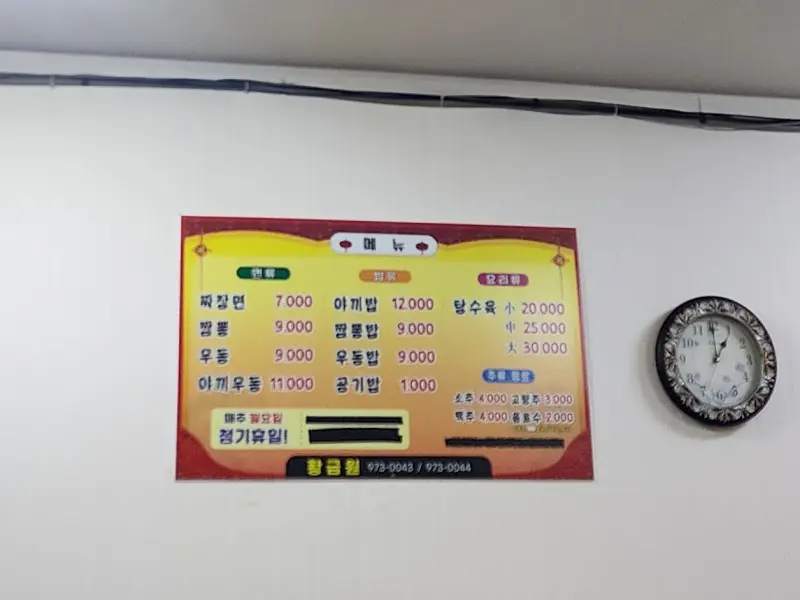 메 뉴
면 류
짜장면 7,000
짬뽕 9,000
우동 9,000
야끼우동 11,000
밥 류
야끼밥 12,000
짬뽕밥 9,000
우동밥 9,000
공기밥 1,000
요리류
탕수육 小 20,000
中 25,000
大 30,000
주류 음료
소주 4,000 고량주 3,000
맥주 4,000 음료수 2,000
매주 월요일
정기휴일!
황금원 973-0043 / 973-0044